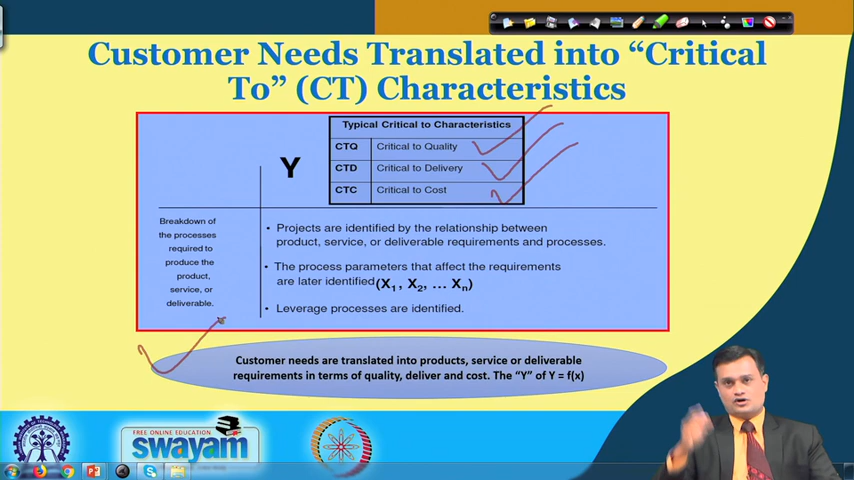 Customer Needs Translated into “Critical
To” (CT) Characteristics
Typical Critical to Characteristics
CTQ Critical to Quality
CTD Critical to Delivery
CTC Critical to Cost
Y
Breakdown of
the processes
required to
produce the
product,
service, or
deliverable.
• Projects are identified by the relationship between
product, service, or deliverable requirements and processes.
• The process parameters that affect the requirements
are later identified (X1, X2, ... Xn)
• Leverage processes are identified.
Customer needs are translated into products, service or deliverable
requirements in terms of quality, deliver and cost. The “Y” of Y = f(x)
FREE ONLINE EDUCATION
swayam